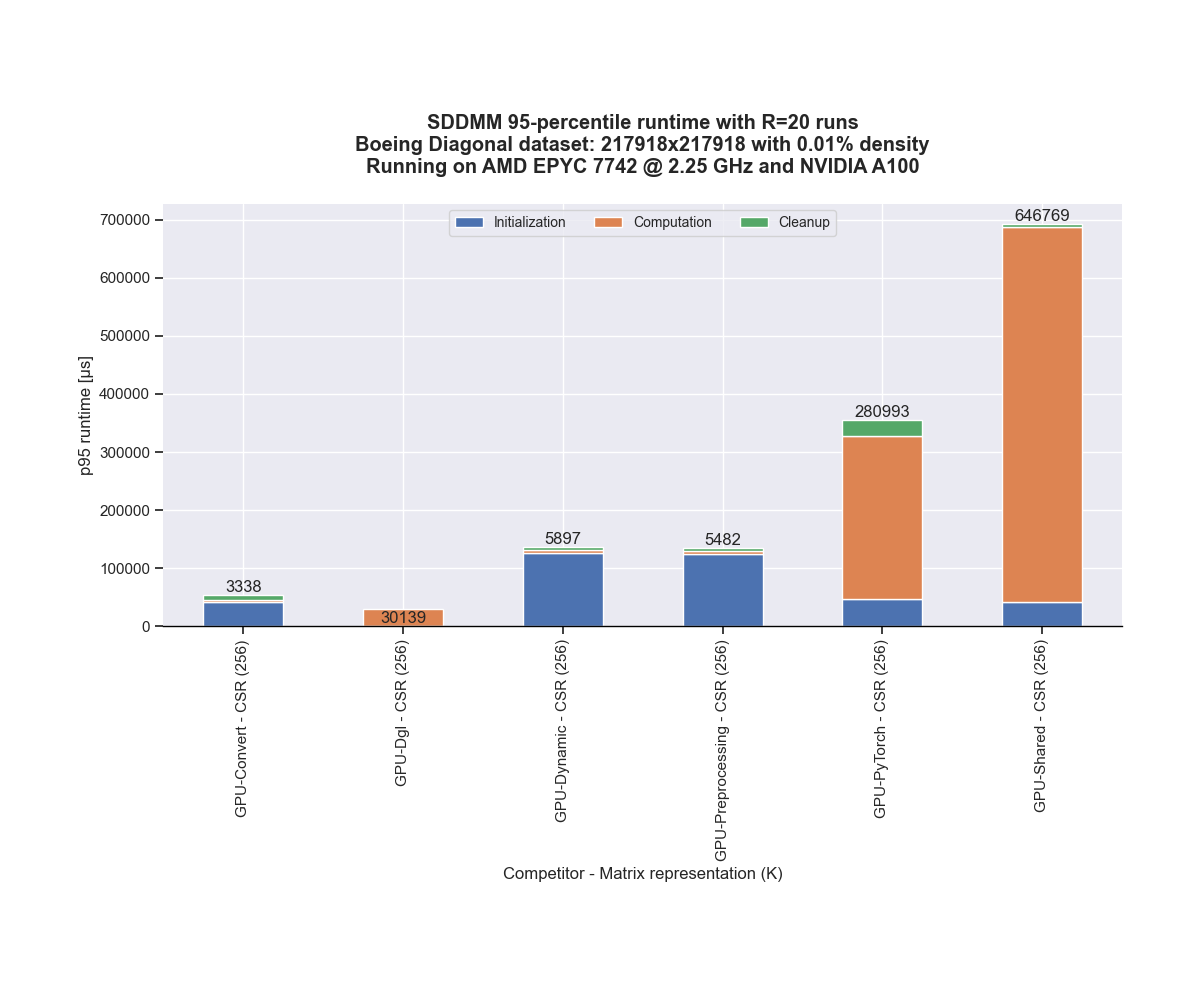 SDDMM 95-percentile runtime with R=20 runs
Boeing Diagonal dataset: 217918x217918 with 0.01% density
Running on AMD EPYC 7742 @ 2.25 GHz and NVIDIA A100
Initialization Computation Cleanup
p95 runtime [µs]
700000
600000
500000
400000
300000
200000
100000
0
3338
30139
5897
5482
280993
646769
GPU-Convert - CSR (256)
GPU-Dgl - CSR (256)
GPU-Dynamic - CSR (256)
GPU-Preprocessing - CSR (256)
GPU-PyTorch - CSR (256)
GPU-Shared - CSR (256)
Competitor - Matrix representation (K)